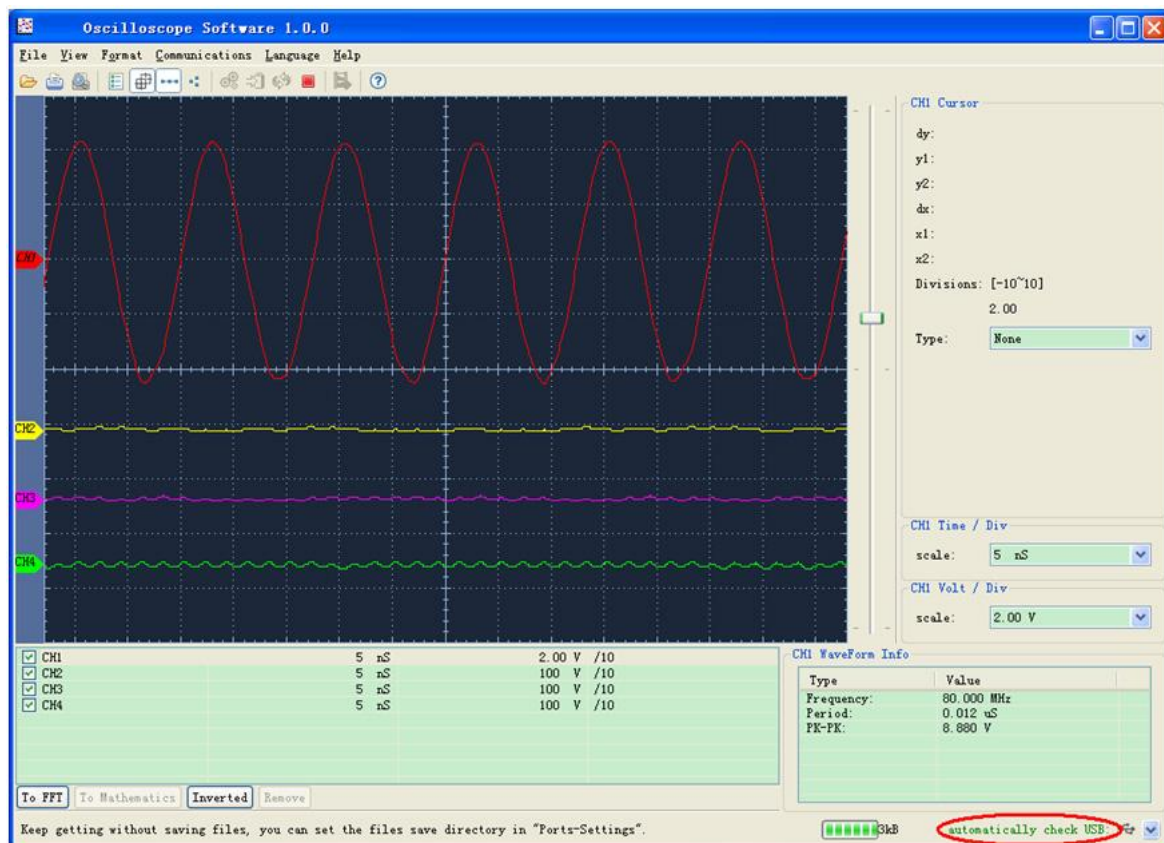 Oscilloscope Software 1.0.0
File View Format Communications Language Help
CH1 Cursor
dy:
y1:
y2:
dx:
x1:
x2:
Divisions: [-10~10]
2.00
Type: None
CH1
CH2
CH3
CH4
CH1 Time / Div
scale: 5 nS
CH1 Volt / Div
scale: 2.00 V
CH1 5 nS 2.00 V /10
CH2 5 nS 100 V /10
CH3 5 nS 100 V /10
CH4 5 nS 100 V /10
CH1 WaveForm Info
Type Value
Frequency: 80.000 MHz
Period: 0.012 uS
PK-PK: 8.880 V
To FFT To Mathematics Inverted Remove
Keep getting without saving files, you can set the files save directory in "Ports-Settings". 3kB automatically check USB: